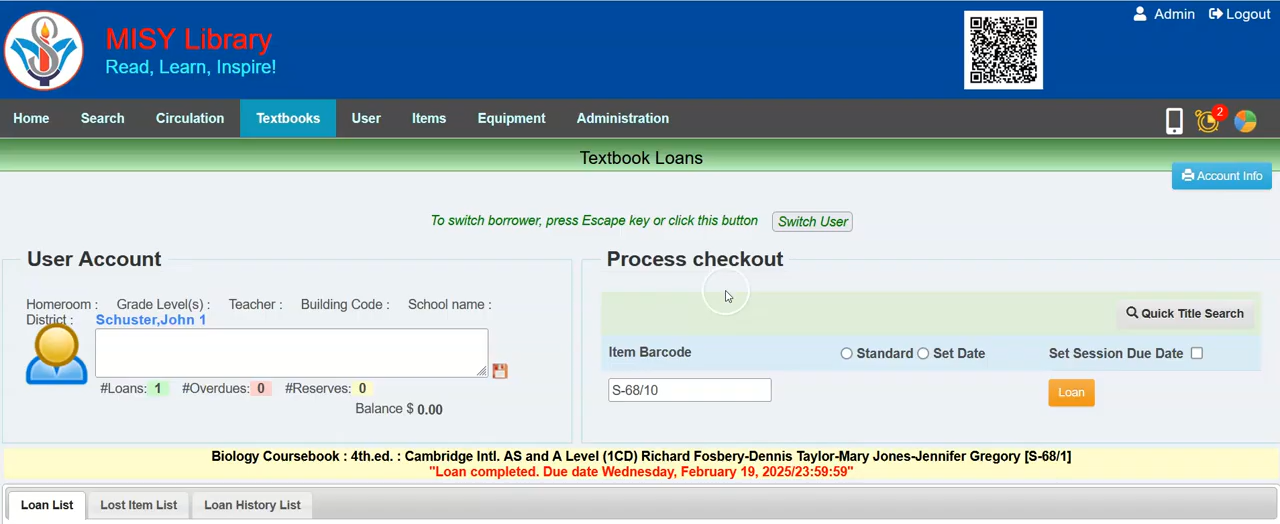 MISY Library
Read, Learn, Inspire!
Admin Logout
Home Search Circulation Textbooks User Items Equipment Administration
2
Textbook Loans
Account Info
To switch borrower, press Escape key or click this button Switch User
User Account
Homeroom : Grade Level(s) : Teacher : Building Code : School name :
District : Schuster,John 1
#Loans: 1 #Overdues: 0 #Reserves: 0
Balance $ 0.00
Process checkout
Quick Title Search
Item Barcode Standard Set Date Set Session Due Date
S-68/10 Loan
Biology Coursebook : 4th.ed. : Cambridge Intl. AS and A Level (1CD) Richard Fosbery-Dennis Taylor-Mary Jones-Jennifer Gregory [S-68/1]
"Loan completed. Due date Wednesday, February 19, 2025/23:59:59"
Loan List Lost Item List Loan History List